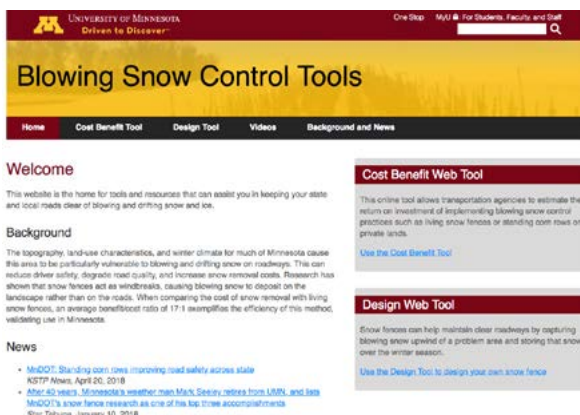 UNIVERSITY OF MINNESOTA
Driven to Discover
One Stop MyU For Students, Faculty, and Staff
Blowing Snow Control Tools
Home Cost Benefit Tool Design Tool Videos Background and News
Welcome
This website is the home for tools and resources that can assist you in keeping your state
and local roads clear of blowing and drifting snow and ice.
Background
The topography, land-use characteristics, and winter climate for much of Minnesota cause
this area to be particularly vulnerable to blowing and drifting snow on roadways. This can
reduce driver safety, degrade road quality, and increase snow removal costs. Research has
shown that snow fences act as windbreaks, causing blowing snow to deposit on the
landscape rather than on the roads. When comparing the cost of snow removal with living
snow fences, an average benefit/cost ratio of 17:1 exemplifies the efficiency of this method,
validating use in Minnesota.
News
MnDOT: Standing corn rows improving road safety across state
KSTP News, April 20, 2018
After 40 years, Minnesota's weather man Mark Seeley retires from UMN, and lists
MnDOT's snow fence research as one of his top three accomplishments
Star Tribune, January 10, 2018
Cost Benefit Web Tool
This online tool allows transportation agencies to estimate the
return on investment of implementing blowing snow control
practices such as living snow fences or standing corn rows on
private lands.
Use the Cost Benefit Tool
Design Web Tool
Snow fences can help maintain clear roadways by capturing
blowing snow upwind of a problem area and storing that snow
over the winter season.
Use the Design Tool to design your own snow fence